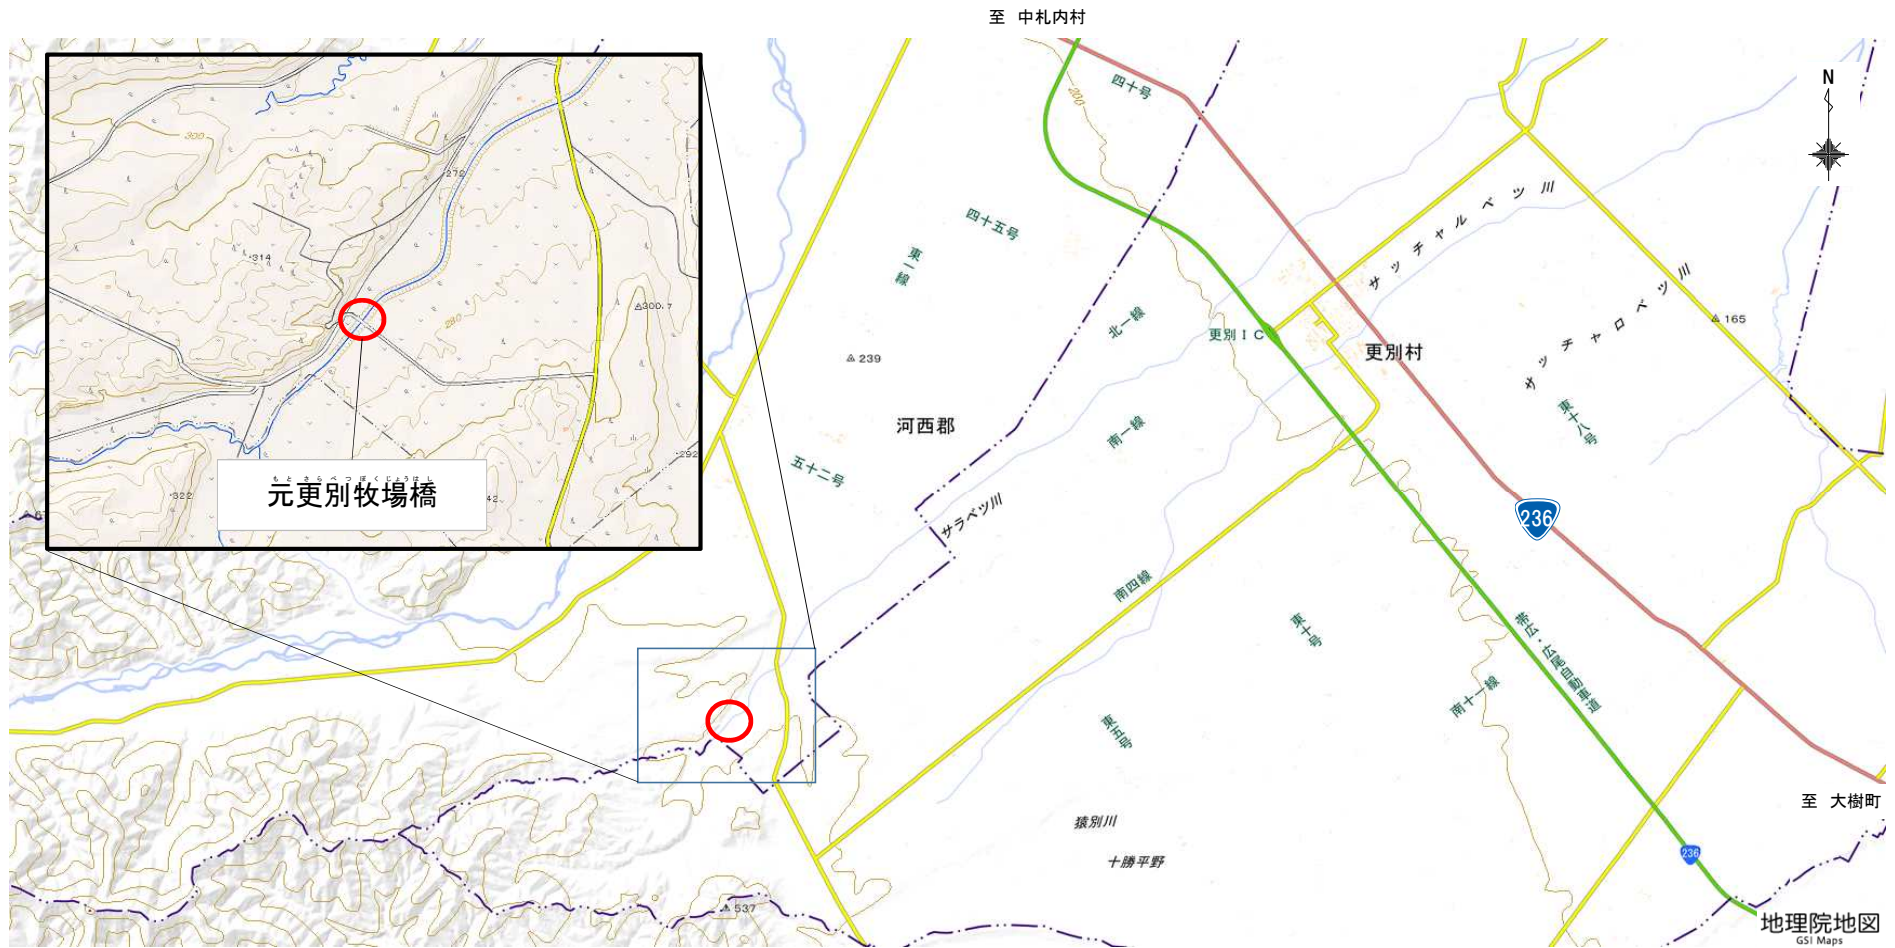 至 中札内村
N
四十号
200
300
272
314
300.7
280
322
292
42
もとさらべつぼくじょうはし
元更別牧場橋
四十五号
東一線
サッチャルベツ川
サッチャロベツ川
165
北一線
更別IC
更別村
239
河西郡
南一線
東十八号
五十二号
サラベツ川
236
南四線
東十号
帯広・広尾自動車道
南十一線
東五号
至 大樹町
猿別川
十勝平野
236
537
地理院地図
GSI Maps